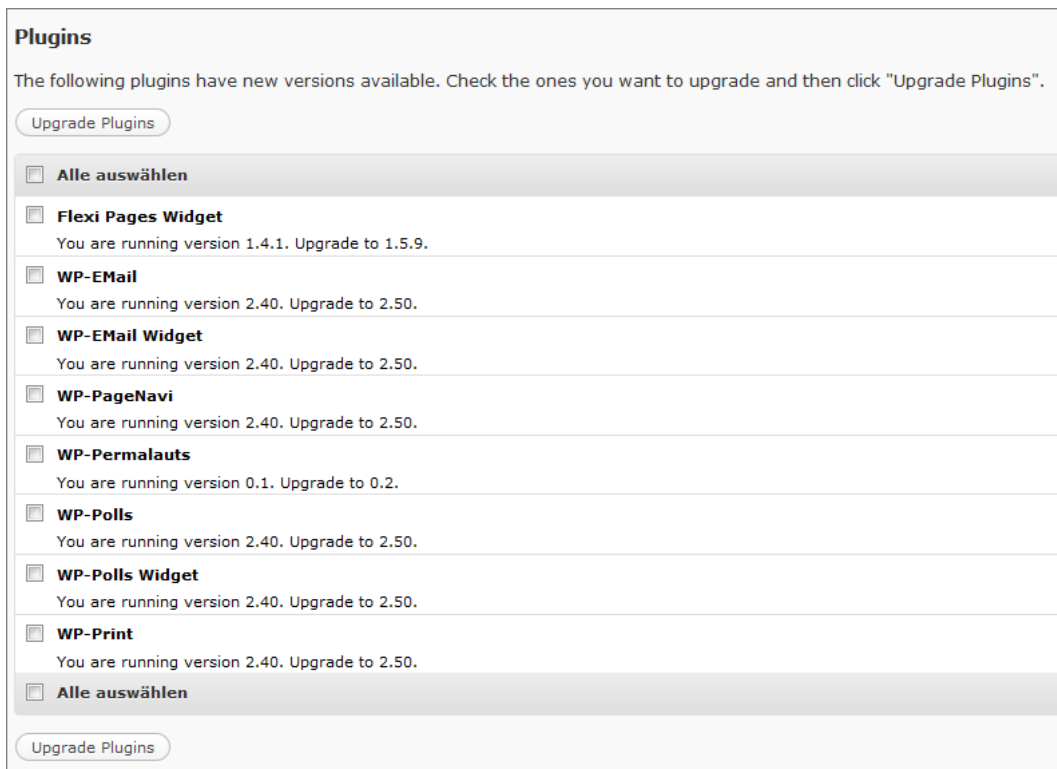 Plugins
The following plugins have new versions available. Check the ones you want to upgrade and then click "Upgrade Plugins".
Upgrade Plugins
Alle auswählen
Flexi Pages Widget
You are running version 1.4.1. Upgrade to 1.5.9.
WP-EMail
You are running version 2.40. Upgrade to 2.50.
WP-EMail Widget
You are running version 2.40. Upgrade to 2.50.
WP-PageNavi
You are running version 2.40. Upgrade to 2.50.
WP-Permalauts
You are running version 0.1. Upgrade to 0.2.
WP-Polls
You are running version 2.40. Upgrade to 2.50.
WP-Polls Widget
You are running version 2.40. Upgrade to 2.50.
WP-Print
You are running version 2.40. Upgrade to 2.50.
Alle auswählen
Upgrade Plugins